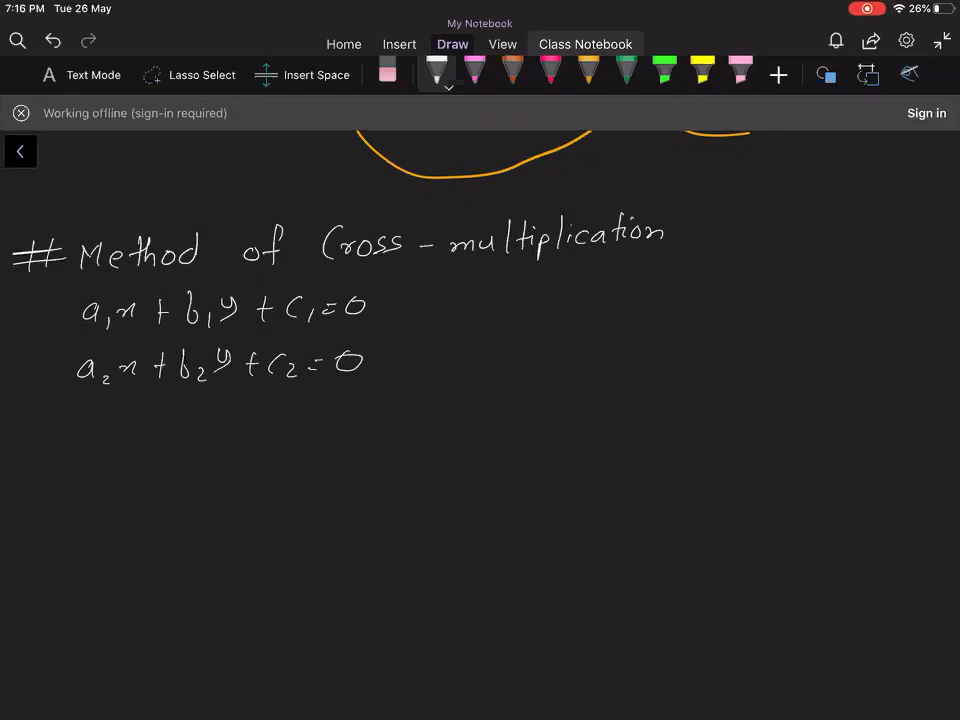 7:16 PM Tue 26 May 26%
My Notebook
Home Insert Draw View Class Notebook
Text Mode Lasso Select Insert Space
Working offline (sign-in required) Sign in
# Method of Cross-multiplication
a₁x + b₁y + c₁ = 0
a₂x + b₂y + c₂ = 0